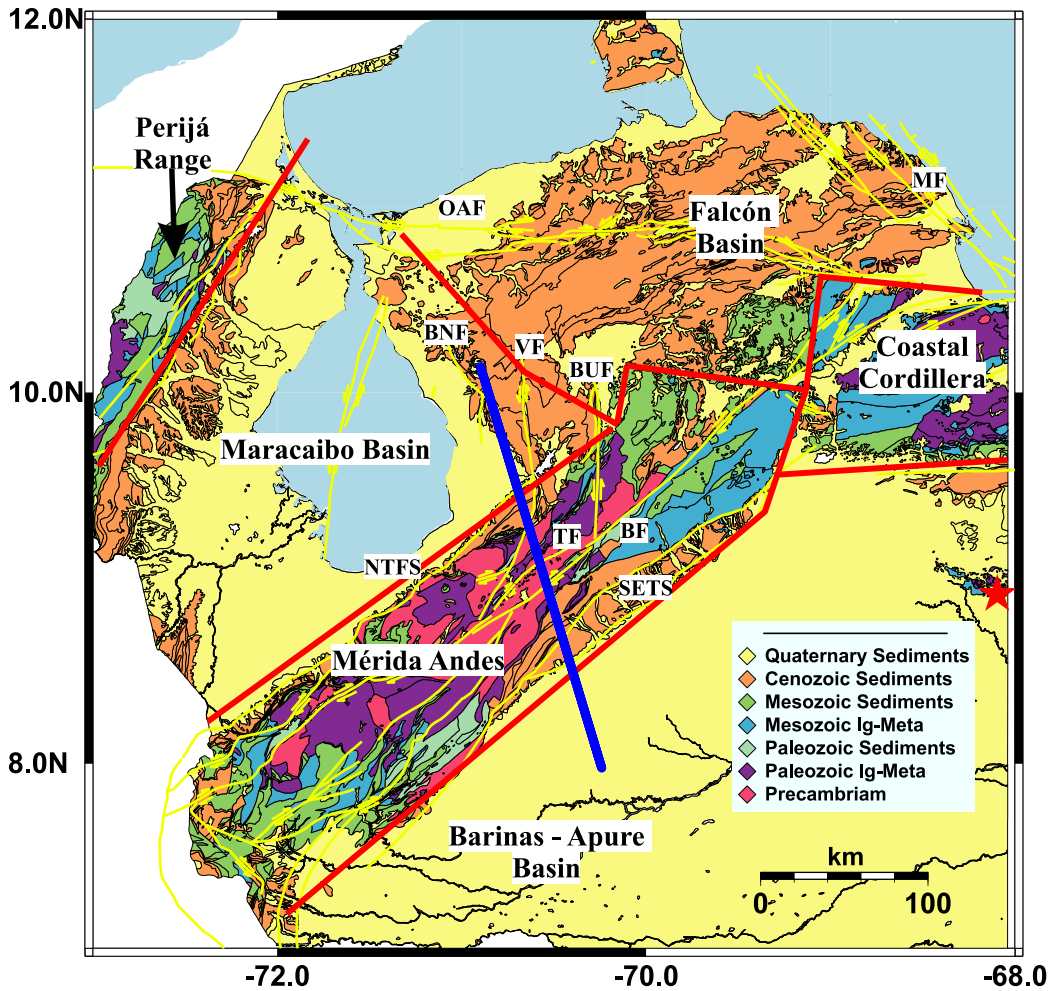 12.0N
Perijá
Range
MF
OAF
Falcón
Basin
BNF
VF
BUF
Coastal
Cordillera
10.0N
Maracaibo Basin
TF
BF
NTFS
SETS
Mérida Andes
Quaternary Sediments
Cenozoic Sediments
Mesozoic Sediments
Mesozoic Ig-Meta
Paleozoic Sediments
Paleozoic Ig-Meta
Precambriam
8.0N
Barinas - Apure
Basin
km
0 100
-72.0 -70.0 -68.0